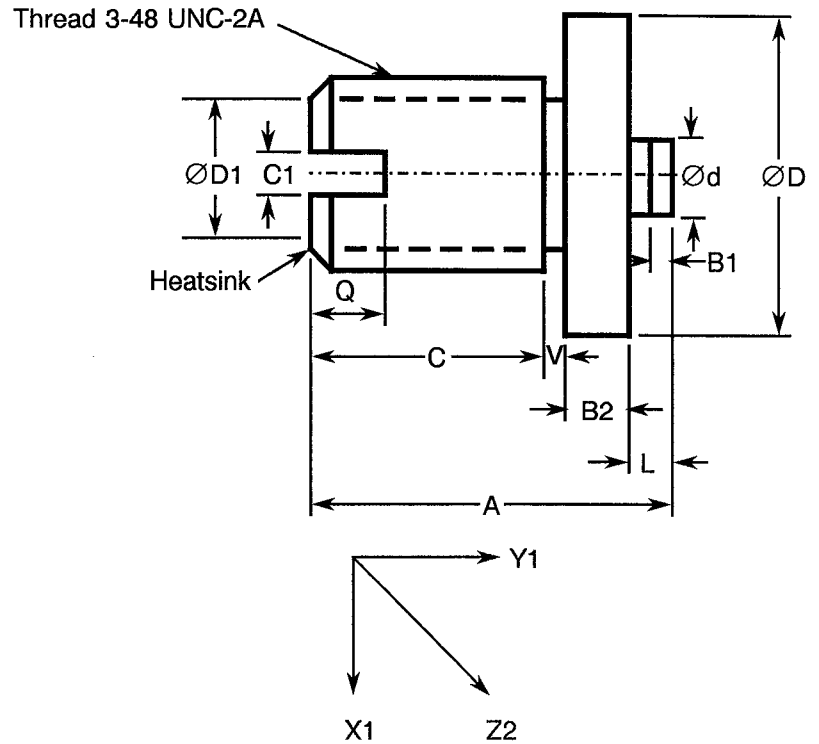 Thread 3-48 UNC-2A
ØD1
C1
Ød
ØD
B1
Heatsink
Q
C
V
B2
L
A
Y1
X1
Z2